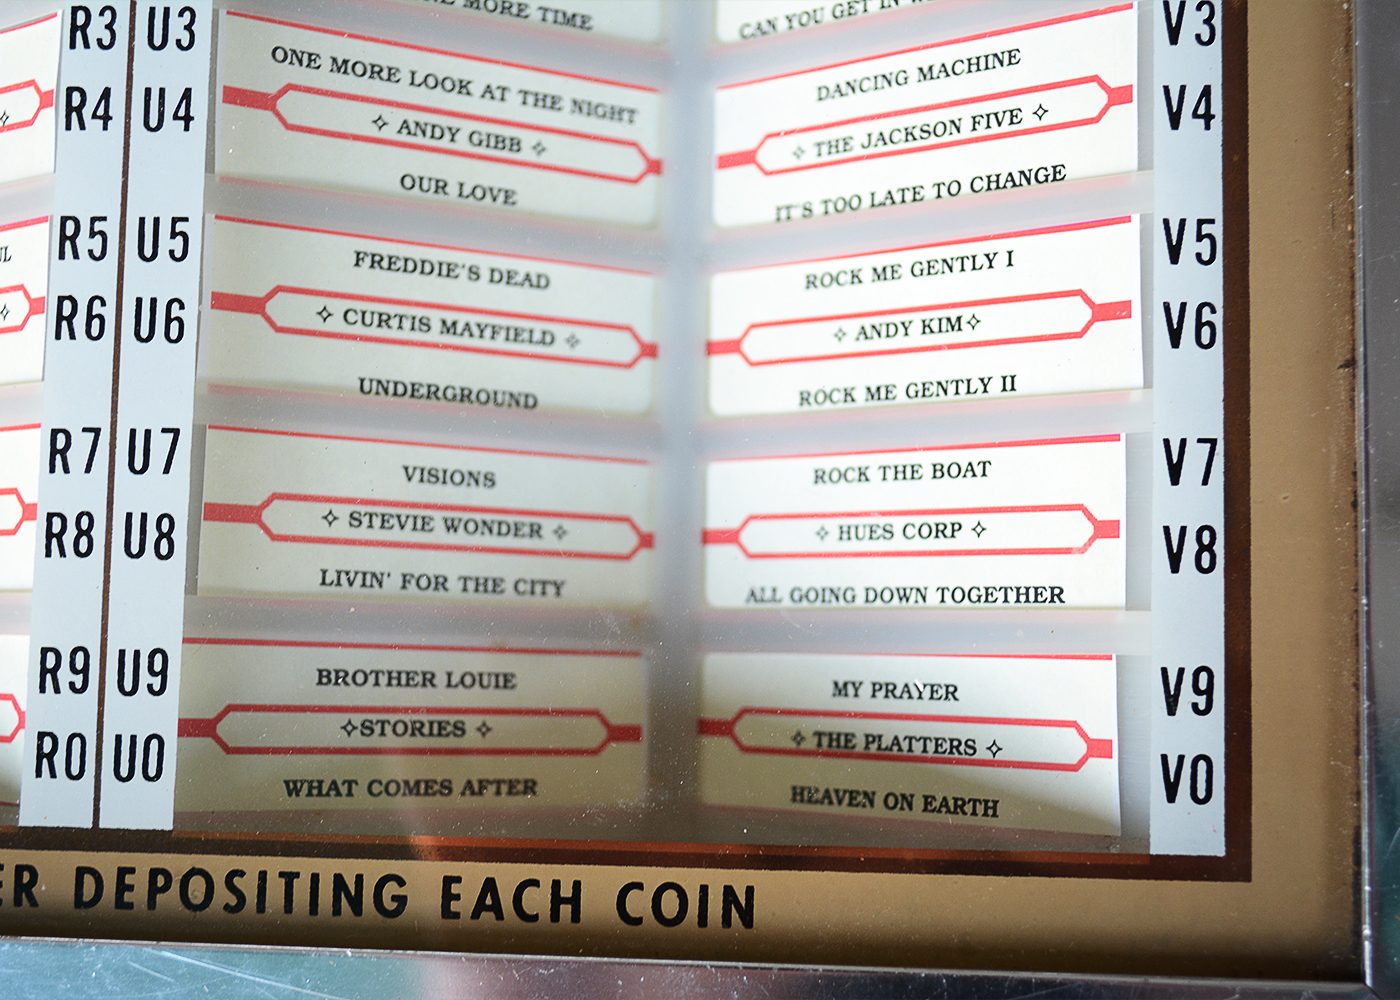 R3 U3
R4 U4
R5 U5
R6 U6
R7 U7
R8 U8
R9 U9
R0 U0
MORE TIME
ONE MORE LOOK AT THE NIGHT
✧ ANDY GIBB ✧
OUR LOVE
FREDDIE'S DEAD
✧ CURTIS MAYFIELD ✧
UNDERGROUND
VISIONS
✧ STEVIE WONDER ✧
LIVIN' FOR THE CITY
BROTHER LOUIE
✧STORIES ✧
WHAT COMES AFTER
CAN YOU GET
DANCING MACHINE
✧ THE JACKSON FIVE ✧
IT'S TOO LATE TO CHANGE
ROCK ME GENTLY I
✧ ANDY KIM✧
ROCK ME GENTLY II
ROCK THE BOAT
✧ HUES CORP ✧
ALL GOING DOWN TOGETHER
MY PRAYER
✧ THE PLATTERS ✧
HEAVEN ON EARTH
V3
V4
V5
V6
V7
V8
V9
V0
ER DEPOSITING EACH COIN